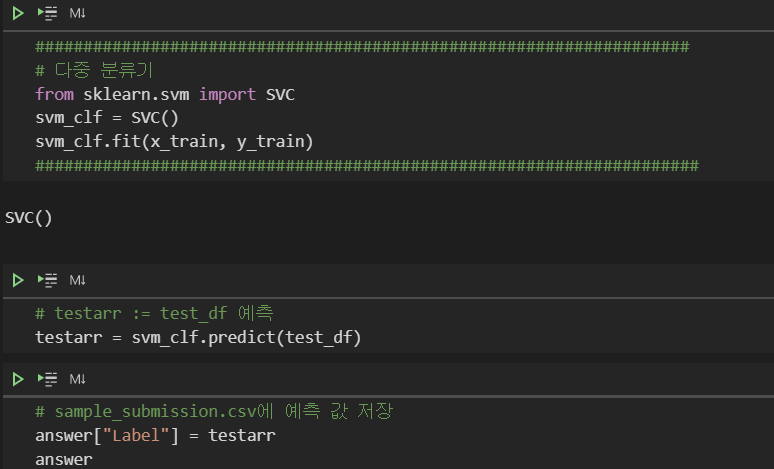 M↓
####################################################################
# 다중 분류기
from sklearn.svm import SVC
svm_clf = SVC()
svm_clf.fit(x_train, y_train)
#####################################################################
SVC()
M↓
# testarr := test_df 예측
testarr = svm_clf.predict(test_df)
M↓
# sample_submission.csv에 예측 값 저장
answer["Label"] = testarr
answer